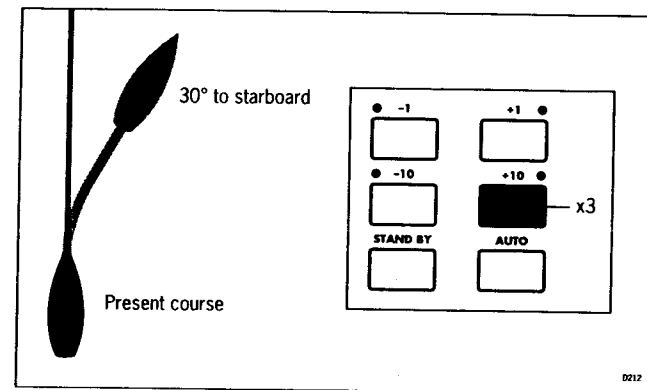 30° to starboard
Present course
-1 +1
-10 +10
x3
STAND BY AUTO
D212